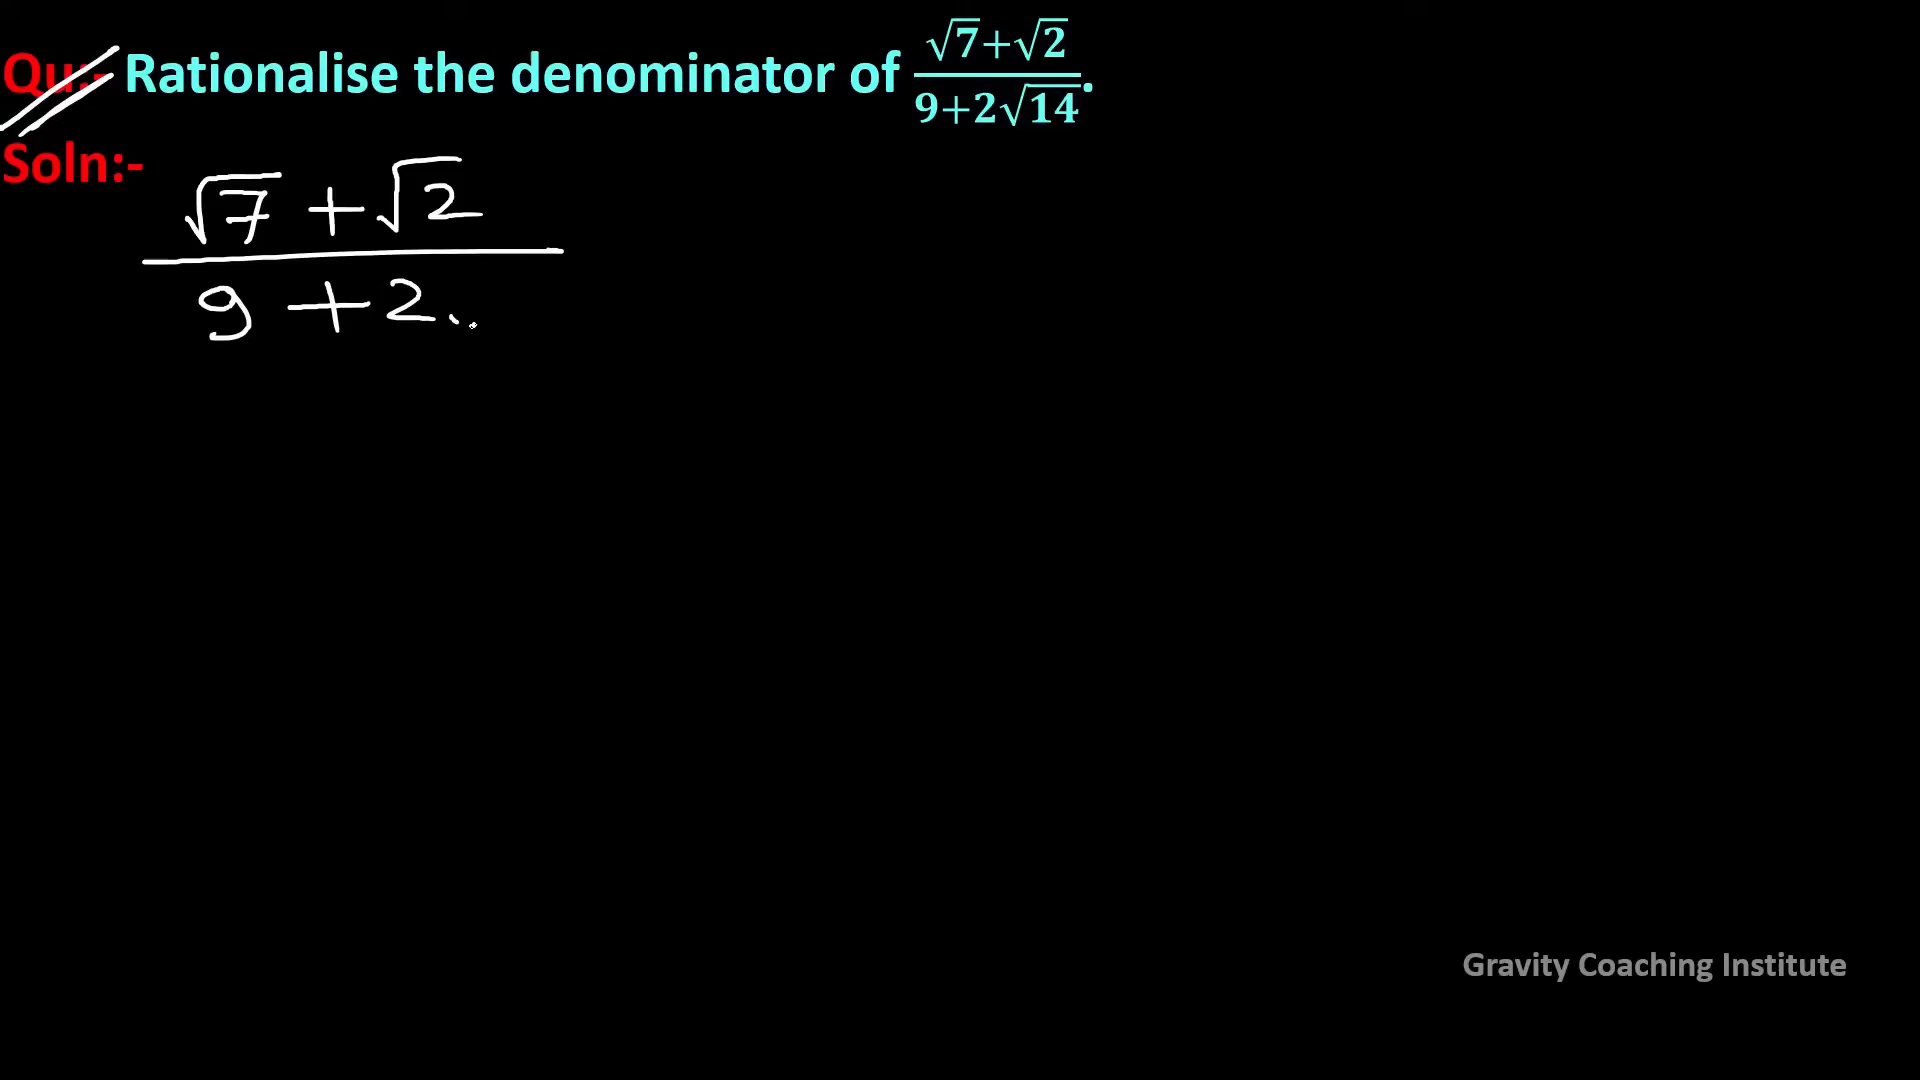 Qu:- Rationalise the denominator of (√7+√2)/(9+2√14).
Soln:-
√7 + √2
9 + 2
Gravity Coaching Institute